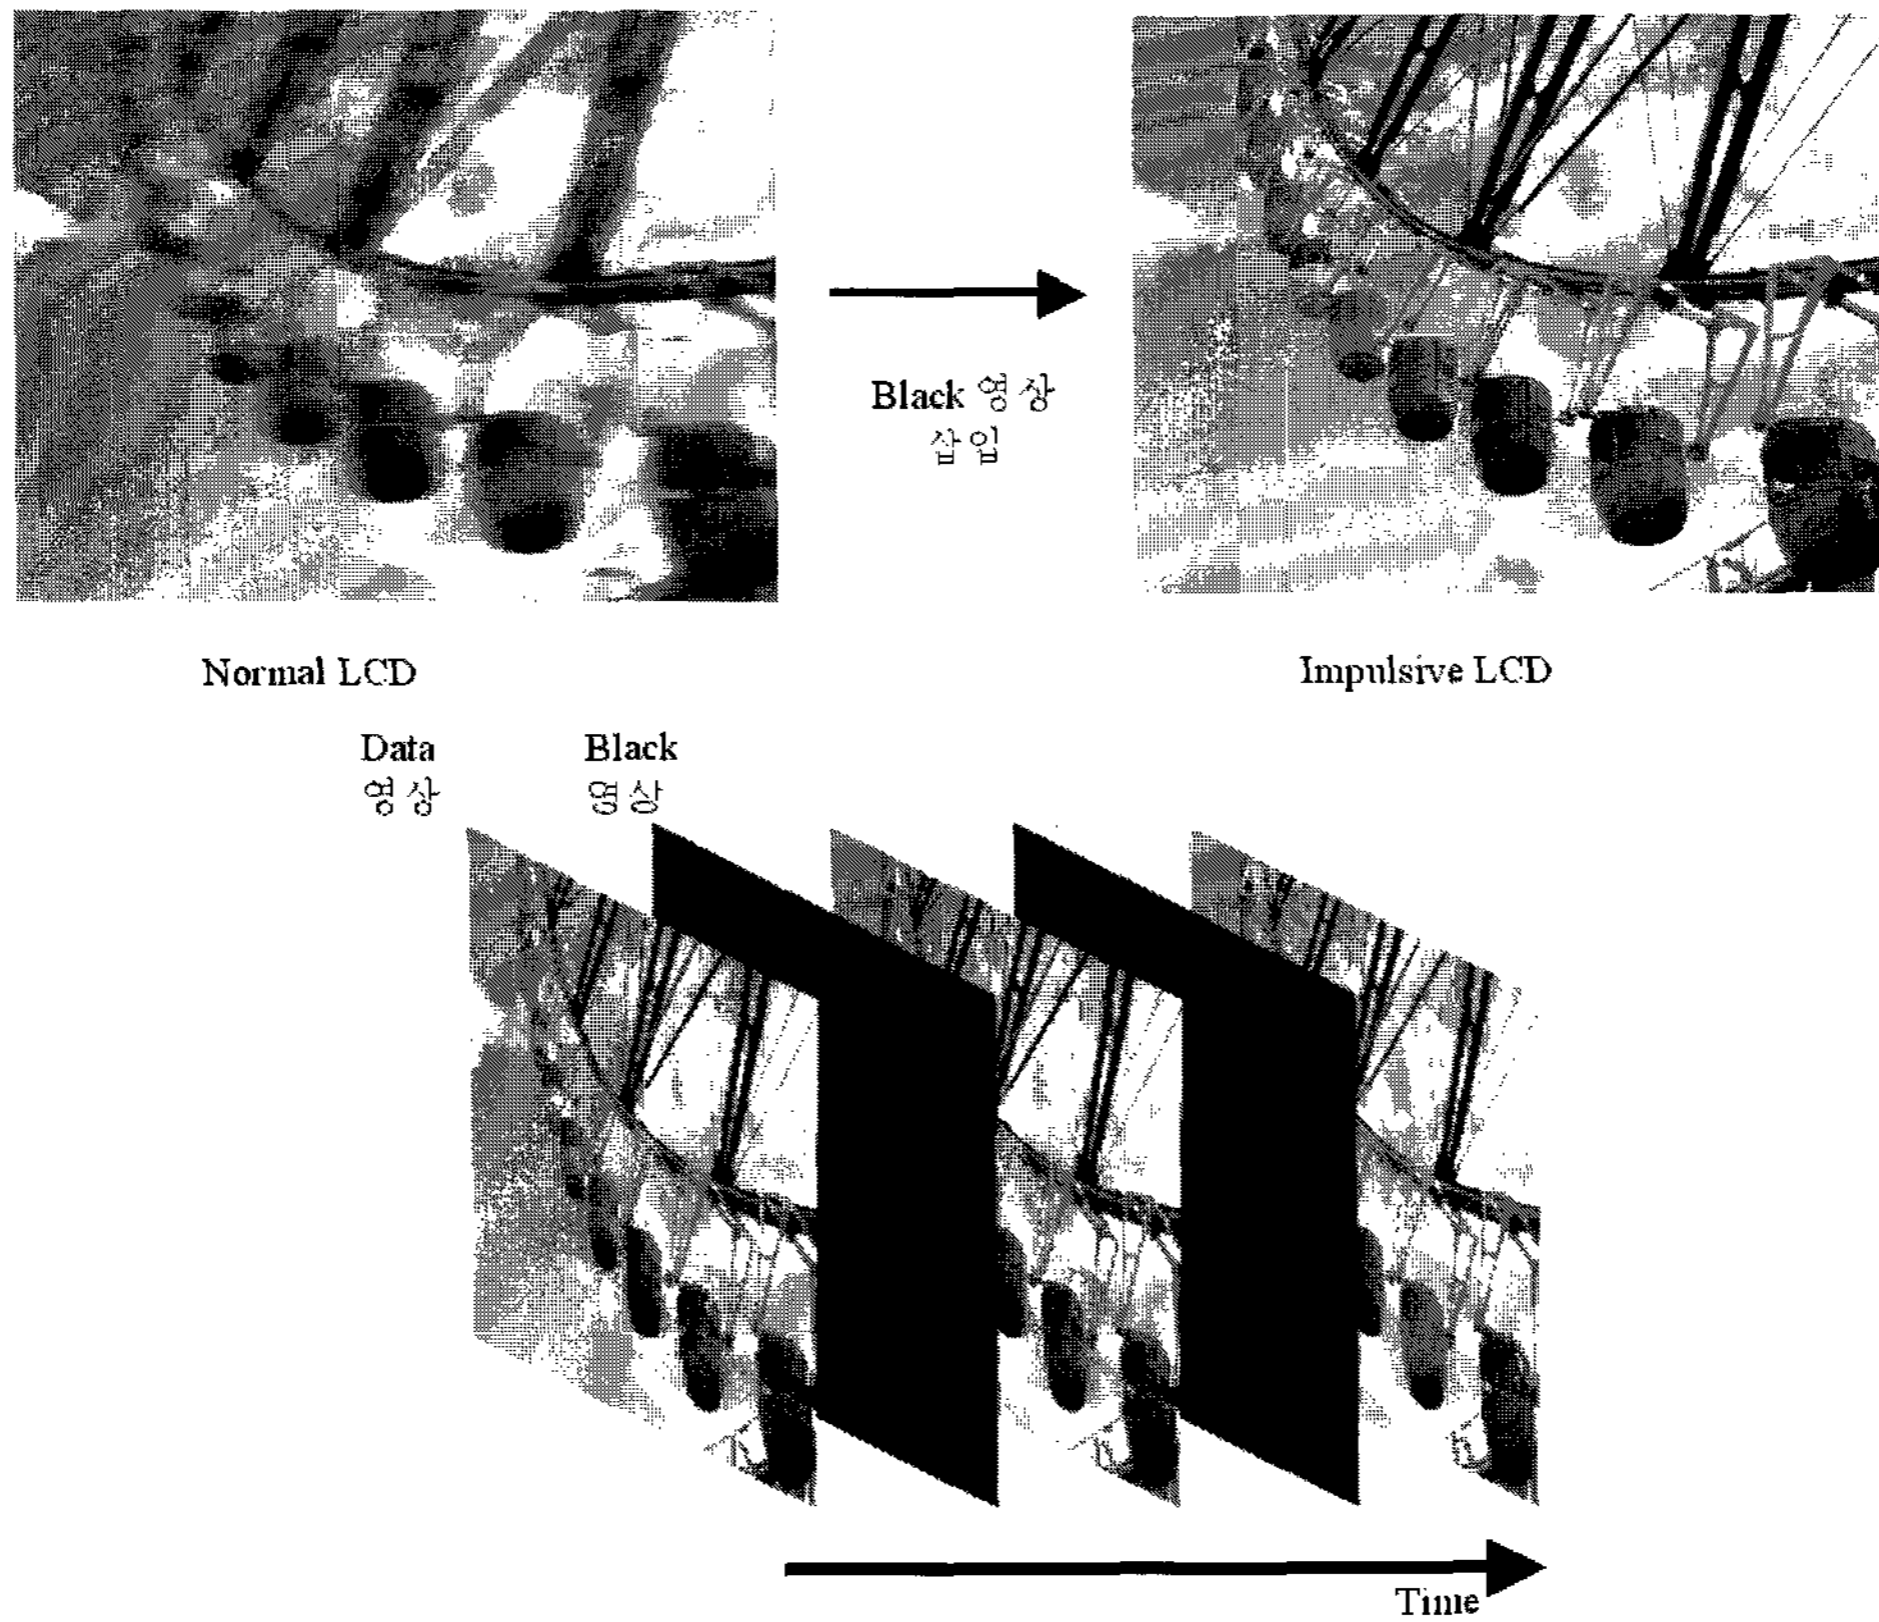 Black 영상
삽입
Normal LCD
Impulsive LCD
Data
영상
Black
영상
Time